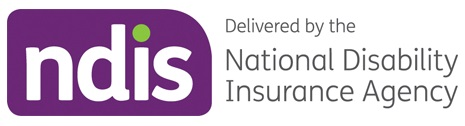 ndis
Delivered by the
National Disability
Insurance Agency